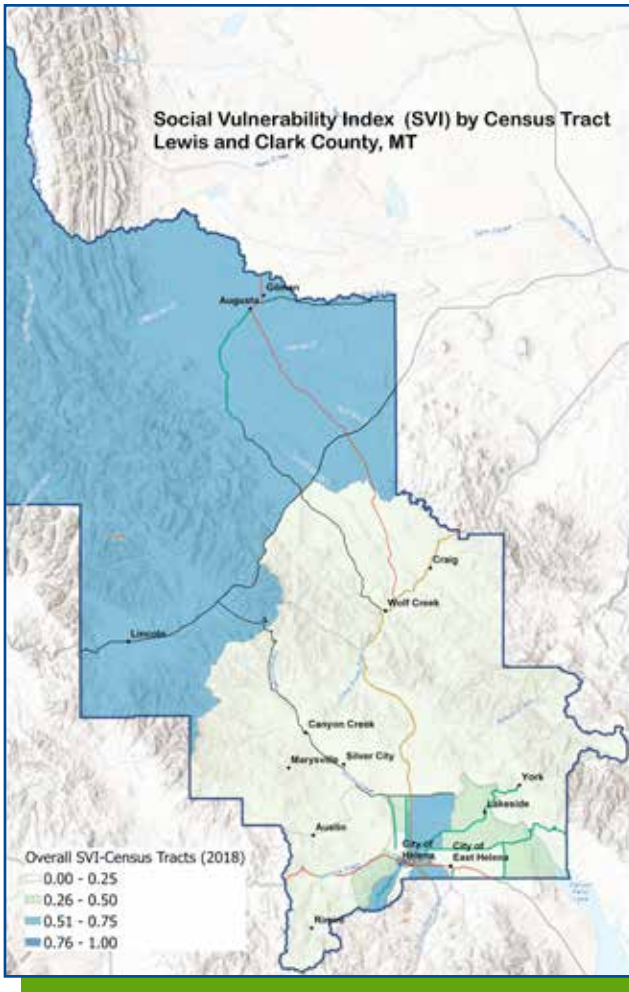 Social Vulnerability Index (SVI) by Census Tract
Lewis and Clark County, MT
Gilman
Augusta
Craig
Wolf Creek
Lincoln
Canyon Creek
Marysville
Silver City
York
Lakeside
Austin
City of
Helena
City of
East Helena
Rimini
Overall SVI-Census Tracts (2018)
0.00 - 0.25
0.26 - 0.50
0.51 - 0.75
0.76 - 1.00